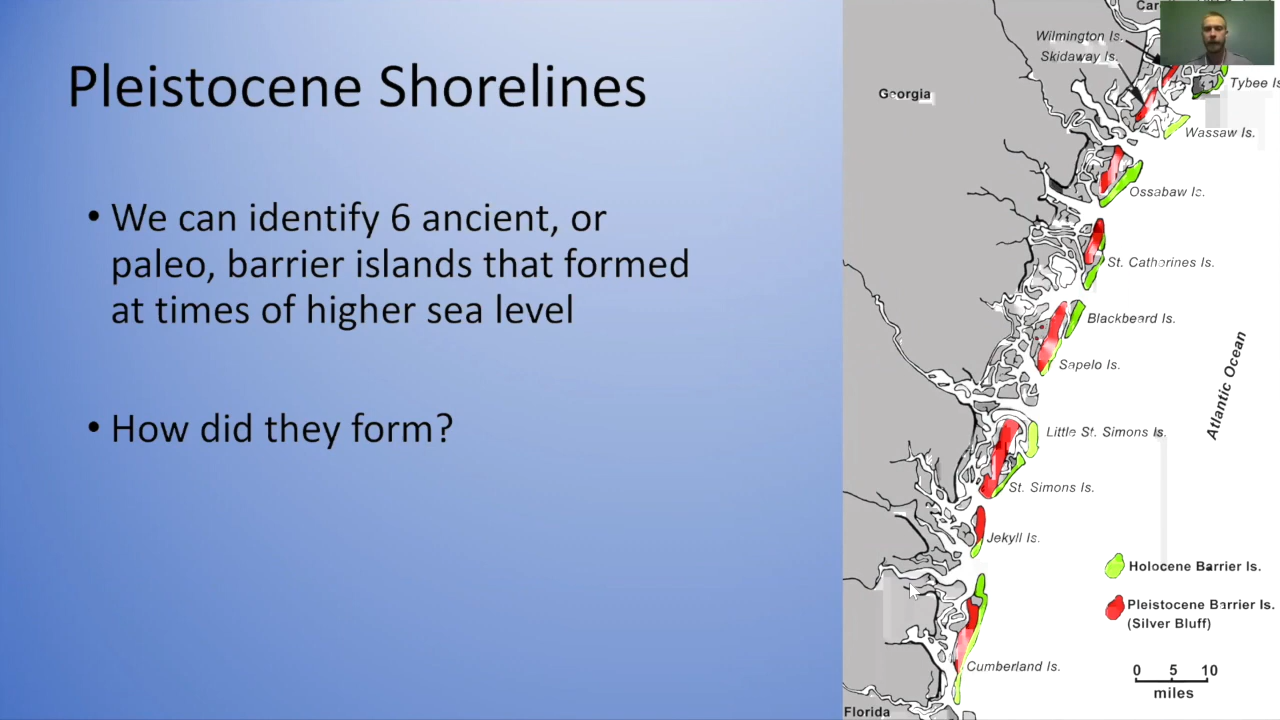 Pleistocene Shorelines
• We can identify 6 ancient, or
paleo, barrier islands that formed
at times of higher sea level
• How did they form?
Wilmington Is.
Skidaway Is.
Georgia
Tybee Is
Wassaw Is.
Ossabaw Is.
St. Catherines Is.
Blackbeard Is.
Sapelo Is.
Atlantic Ocean
Little St. Simons Is.
St. Simons Is.
Jekyll Is.
Holocene Barrier Is.
Pleistocene Barrier Is.
(Silver Bluff)
Cumberland Is.
0 5 10
miles
Florida